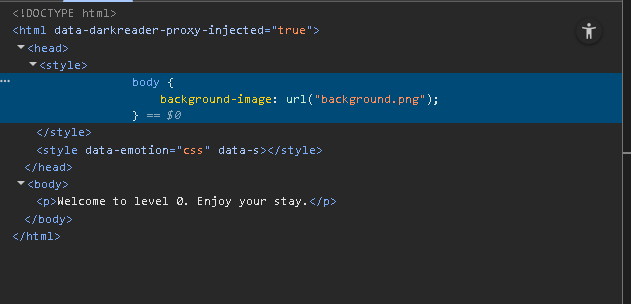 <!DOCTYPE html>
<html data-darkreader-proxy-injected="true">
<head>
<style>
body {
background-image: url("background.png");
} == $0
</style>
<style data-emotion="css" data-s></style>
</head>
<body>
<p>Welcome to level 0. Enjoy your stay.</p>
</body>
</html>